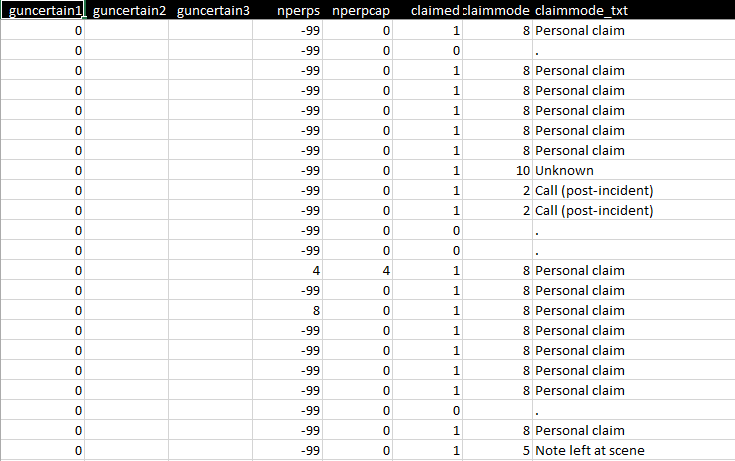 guncertain1 guncertain2 guncertain3 nperps nperpcap claimed claimmode claimmode_txt
0 -99 0 1 8 Personal claim
0 -99 0 0 .
0 -99 0 1 8 Personal claim
0 -99 0 1 8 Personal claim
0 -99 0 1 8 Personal claim
0 -99 0 1 8 Personal claim
0 -99 0 1 8 Personal claim
0 -99 0 1 10 Unknown
0 -99 0 1 2 Call (post-incident)
0 -99 0 1 2 Call (post-incident)
0 -99 0 0 .
0 -99 0 0 .
0 4 4 1 8 Personal claim
0 -99 0 1 8 Personal claim
0 8 0 1 8 Personal claim
0 -99 0 1 8 Personal claim
0 -99 0 1 8 Personal claim
0 -99 0 1 8 Personal claim
0 -99 0 1 8 Personal claim
0 -99 0 0 .
0 -99 0 1 8 Personal claim
0 -99 0 1 5 Note left at scene